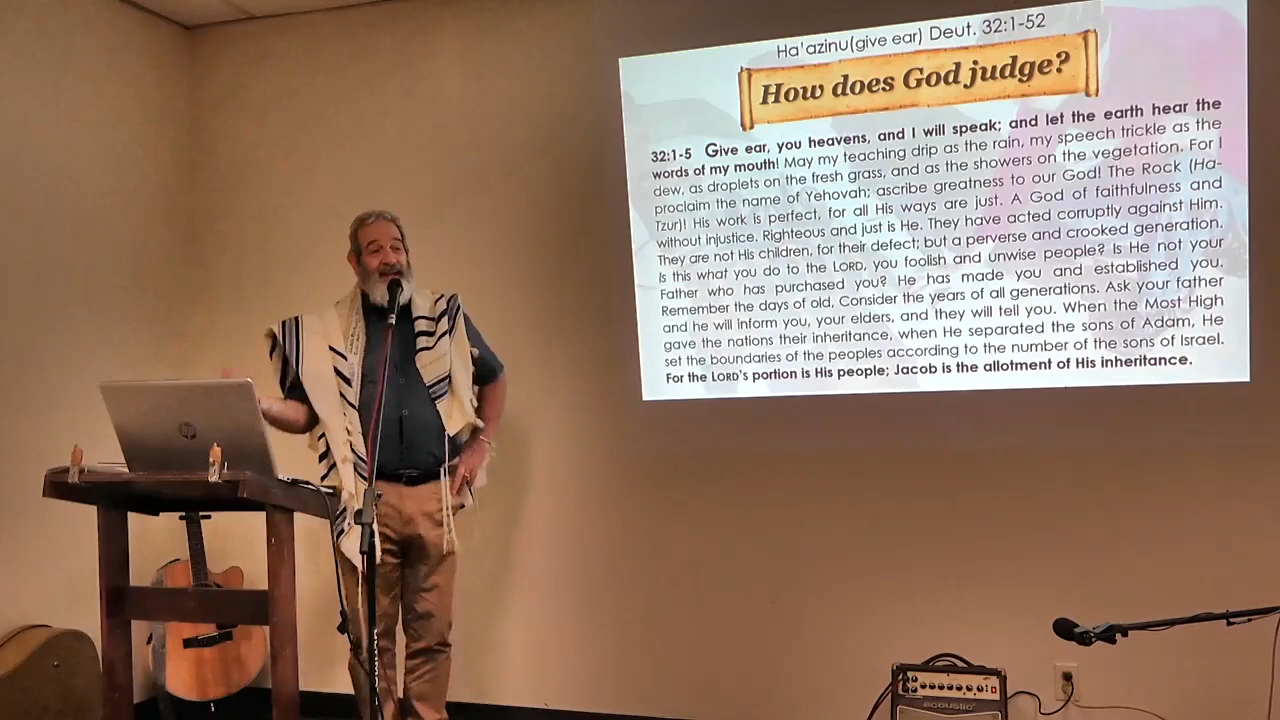 Ha'azinu(give ear) Deut. 32:1-52
How does God judge?
32:1-5 Give ear, you heavens, and I will speak; and let the earth hear the
words of my mouth! May my teaching drip as the rain, my speech trickle as the
dew, as droplets on the fresh grass, and as the showers on the vegetation. For I
proclaim the name of Yehovah; ascribe greatness to our God! The Rock (Ha-
Tzur)! His work is perfect, for all His ways are just. A God of faithfulness and
without injustice. Righteous and just is He. They have acted corruptly against Him.
They are not His children, for their defect; but a perverse and crooked generation.
Is this what you do to the LORD, you foolish and unwise people? Is He not your
Father who has purchased you? He has made you and established you.
Remember the days of old, Consider the years of all generations. Ask your father
and he will inform you, your elders, and they will tell you. When the Most High
gave the nations their inheritance, when He separated the sons of Adam, He
set the boundaries of the peoples according to the number of the sons of Israel.
For the LORD's portion is His people; Jacob is the allotment of His inheritance.
hp
acoustic